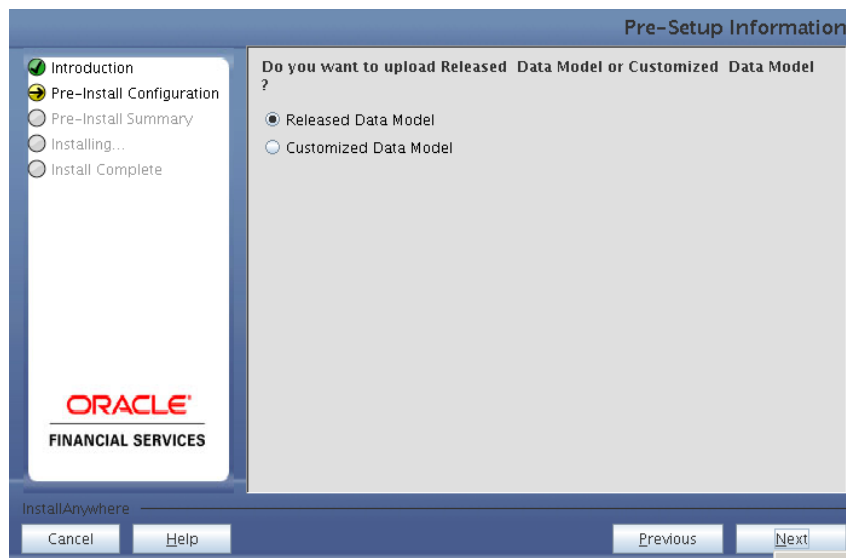 Pre-Setup Information
Introduction
Pre-Install Configuration
Pre-Install Summary
Installing...
Install Complete
Do you want to upload Released Data Model or Customized Data Model
?
Released Data Model
Customized Data Model
ORACLE'
FINANCIAL SERVICES
InstallAnywhere
Cancel
Help
Previous
Next